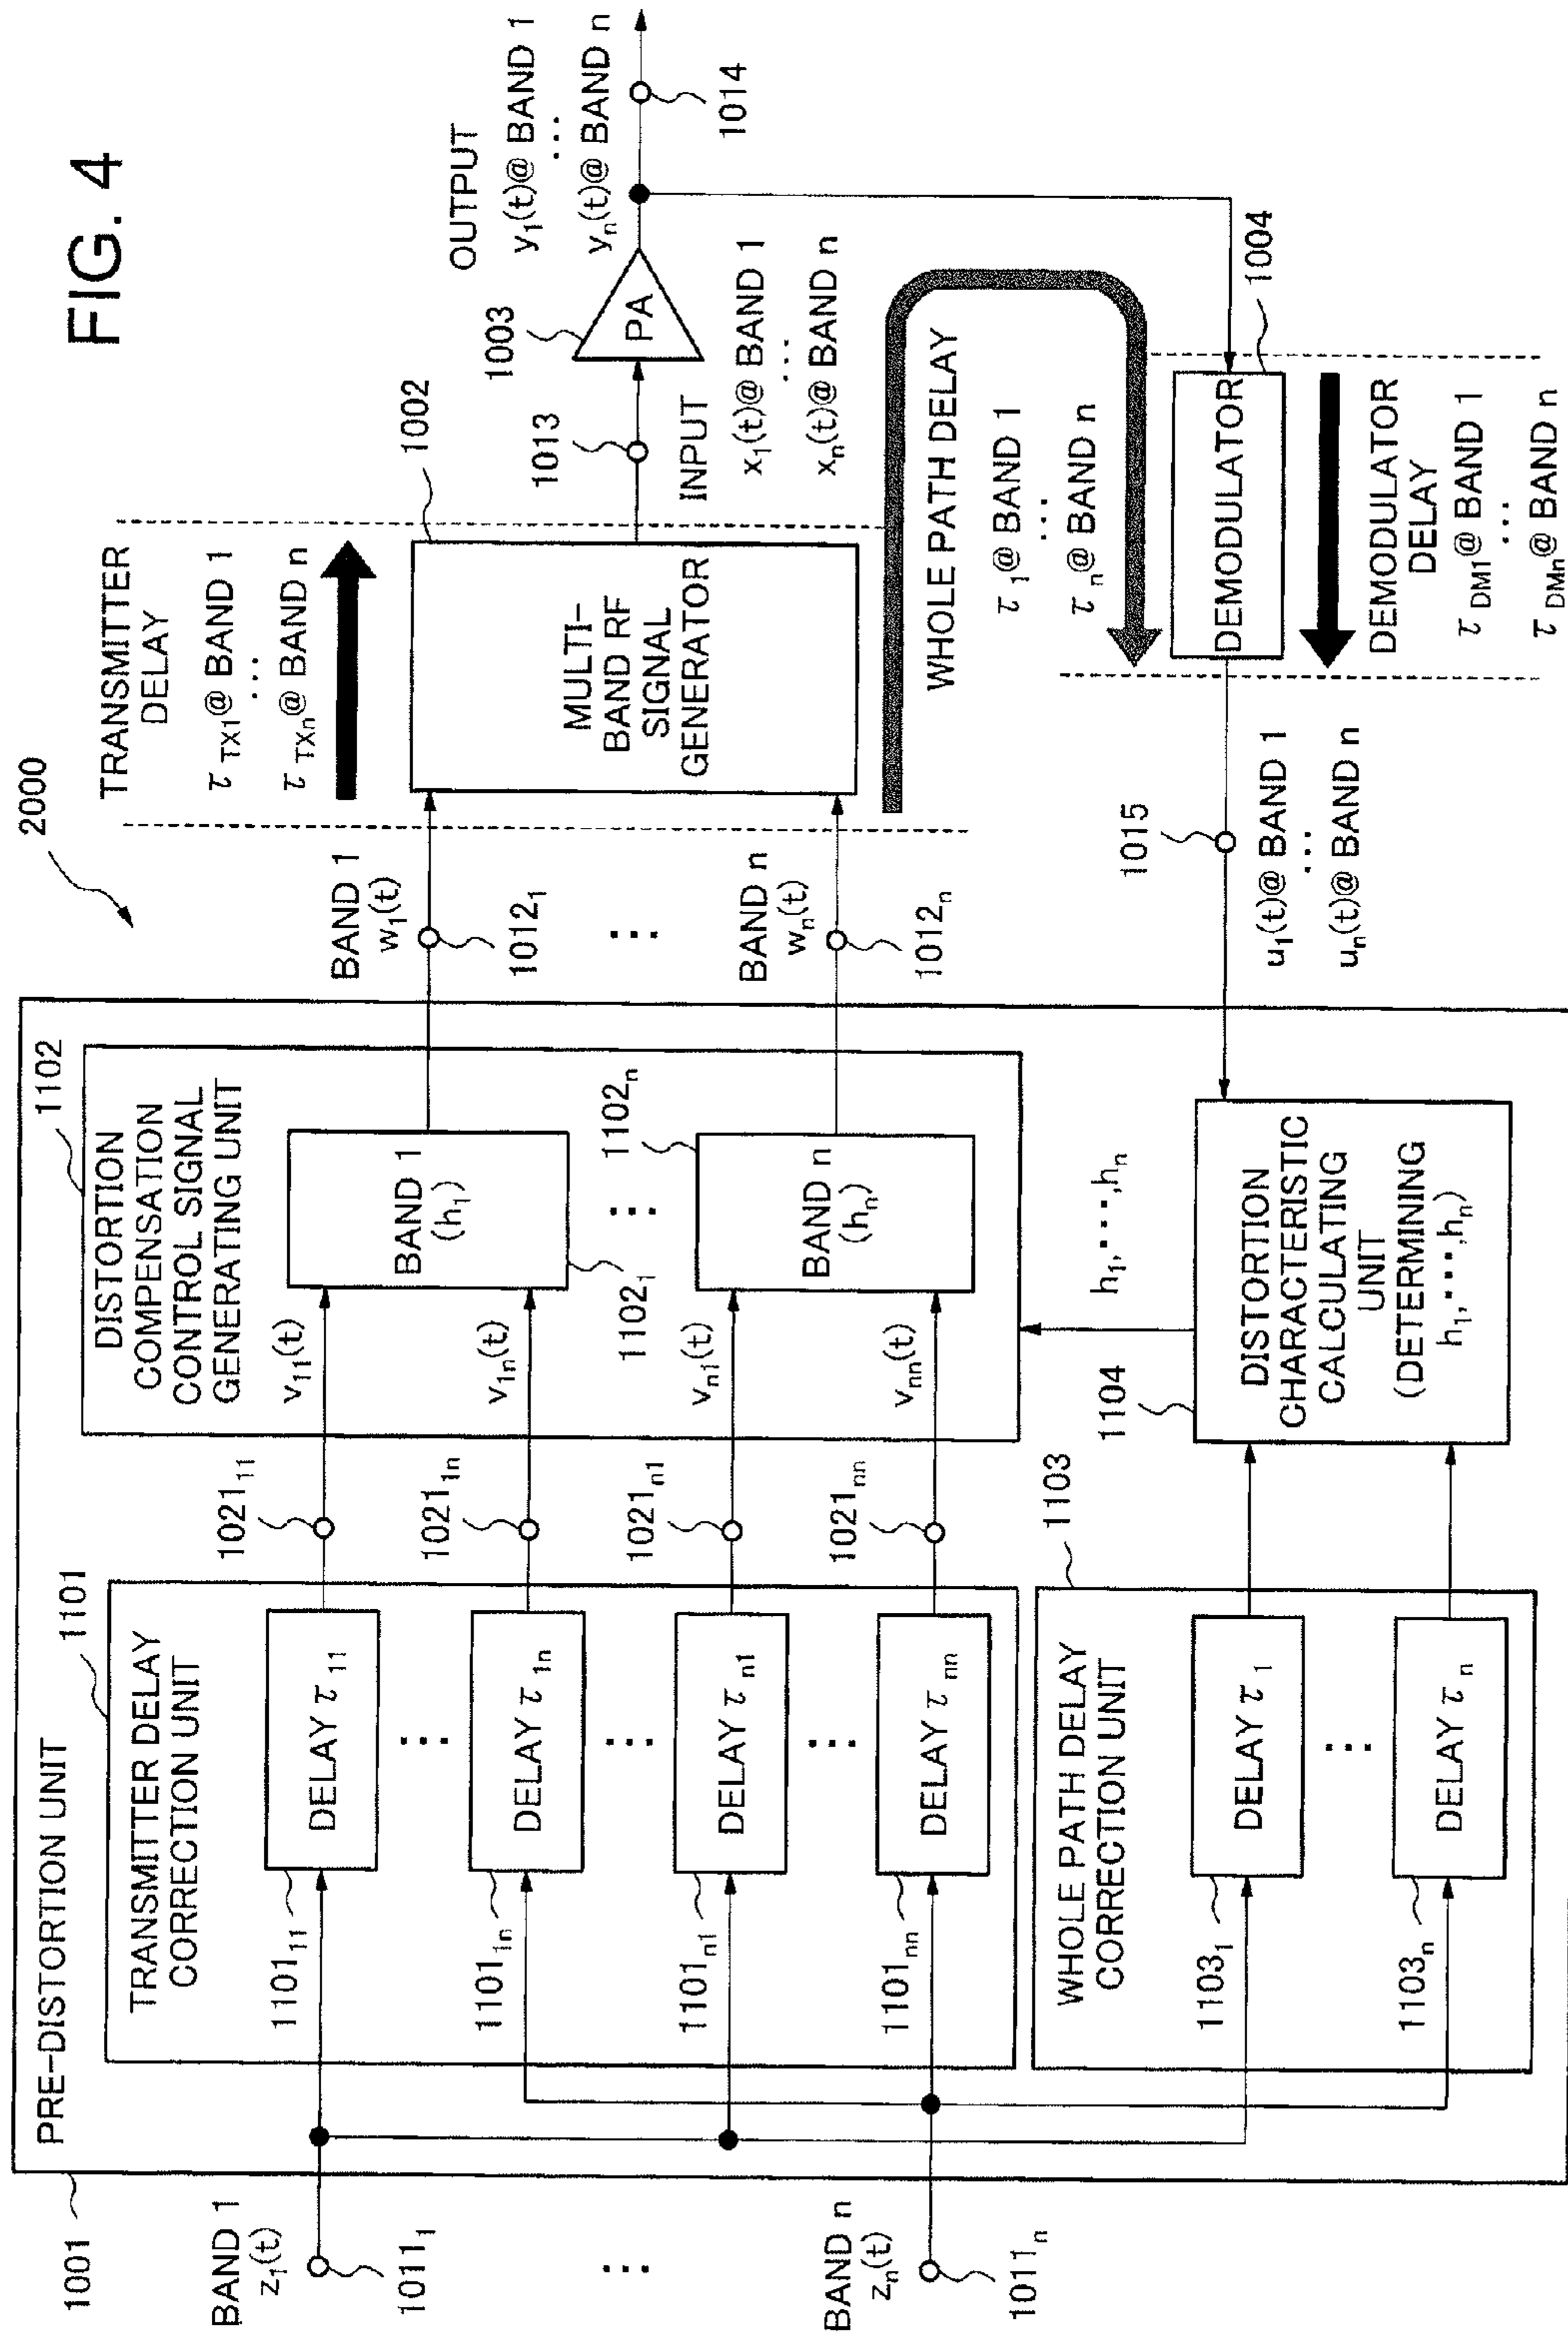 FIG. 4
2000
1001
PRE-DISTORTION UNIT
BAND 1
z₁(t)
1011₁
⋯
BAND n
zₙ(t)
1011ₙ
1101
TRANSMITTER DELAY
CORRECTION UNIT
1101₁₁
DELAY τ₁₁
⋯
1101₁ₙ
DELAY τ₁ₙ
⋯
1101ₙ₁
DELAY τₙ₁
⋯
1101ₙₙ
DELAY τₙₙ
1103
WHOLE PATH DELAY
CORRECTION UNIT
1103₁
DELAY τ₁
⋯
1103ₙ
DELAY τₙ
1021₁₁
1021₁ₙ
1021ₙ₁
1021ₙₙ
1102
DISTORTION
COMPENSATION
CONTROL SIGNAL
GENERATING UNIT
v₁₁(t)
v₁ₙ(t)
vₙ₁(t)
vₙₙ(t)
BAND 1
(h₁)
1102₁
⋯
1102ₙ
BAND n
(hₙ)
h₁,⋯,hₙ
1104
DISTORTION
CHARACTERISTIC
CALCULATING
UNIT
(DETERMINING
h₁,⋯,hₙ)
BAND 1
w₁(t)
1012₁
⋯
BAND n
wₙ(t)
1012ₙ
TRANSMITTER
DELAY
τTX1@ BAND 1
⋯
τTXn@ BAND n
1002
MULTI-
BAND RF
SIGNAL
GENERATOR
1013
INPUT
x₁(t)@ BAND 1
⋯
xₙ(t)@ BAND n
1003
PA
OUTPUT
y₁(t)@ BAND 1
⋯
yₙ(t)@ BAND n
1014
WHOLE PATH DELAY
τ₁@ BAND 1
⋯
τₙ@ BAND n
1004
DEMODULATOR
DEMODULATOR
DELAY
τDM1@ BAND 1
⋯
τDMn@ BAND n
1015
u₁(t)@ BAND 1
⋯
uₙ(t)@ BAND n